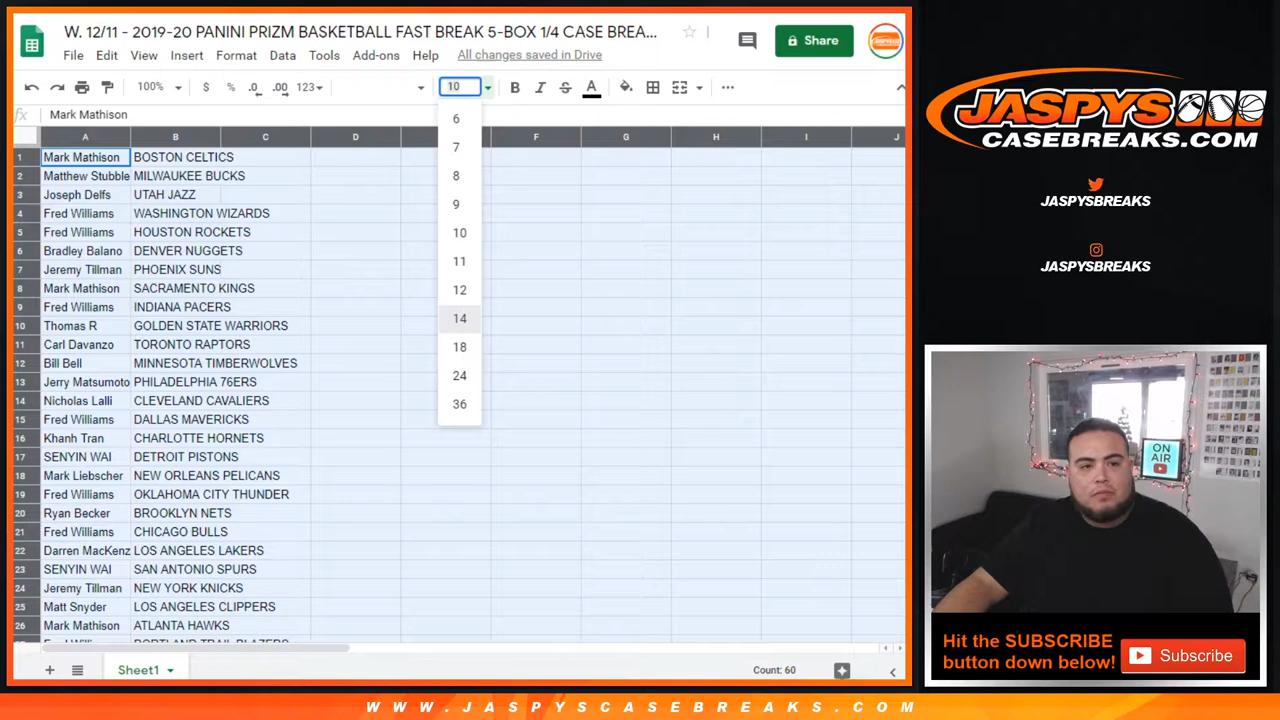 W. 12/11 - 2019-20 PANINI PRIZM BASKETBALL FAST BREAK 5-BOX 1/4 CASE BREA...
File Edit View Insert Format Data Tools Add-ons Help All changes saved in Drive
Share
100% $ % .0 .00 123 10 B I S A
fx Mark Mathison
A B C D F G H I J
1 Mark Mathison BOSTON CELTICS
2 Matthew Stubble MILWAUKEE BUCKS
3 Joseph Delfs UTAH JAZZ
4 Fred Williams WASHINGTON WIZARDS
5 Fred Williams HOUSTON ROCKETS
6 Bradley Balano DENVER NUGGETS
7 Jeremy Tillman PHOENIX SUNS
8 Mark Mathison SACRAMENTO KINGS
9 Fred Williams INDIANA PACERS
10 Thomas R GOLDEN STATE WARRIORS
11 Carl Davanzo TORONTO RAPTORS
12 Bill Bell MINNESOTA TIMBERWOLVES
13 Jerry Matsumoto PHILADELPHIA 76ERS
14 Nicholas Lalli CLEVELAND CAVALIERS
15 Fred Williams DALLAS MAVERICKS
16 Khanh Tran CHARLOTTE HORNETS
17 SENYIN WAI DETROIT PISTONS
18 Mark Liebscher NEW ORLEANS PELICANS
19 Fred Williams OKLAHOMA CITY THUNDER
20 Ryan Becker BROOKLYN NETS
21 Fred Williams CHICAGO BULLS
22 Darren MacKenz LOS ANGELES LAKERS
23 SENYIN WAI SAN ANTONIO SPURS
24 Jeremy Tillman NEW YORK KNICKS
25 Matt Snyder LOS ANGELES CLIPPERS
26 Mark Mathison ATLANTA HAWKS
6
7
8
9
10
11
12
14
18
24
36
Sheet1
Count: 60
JASPYS
CASEBREAKS.COM
JASPYSBREAKS
JASPYSBREAKS
ON
AIR
Hit the SUBSCRIBE
button down below!
Subscribe
WWW.JASPYSCASEBREAKS.COM